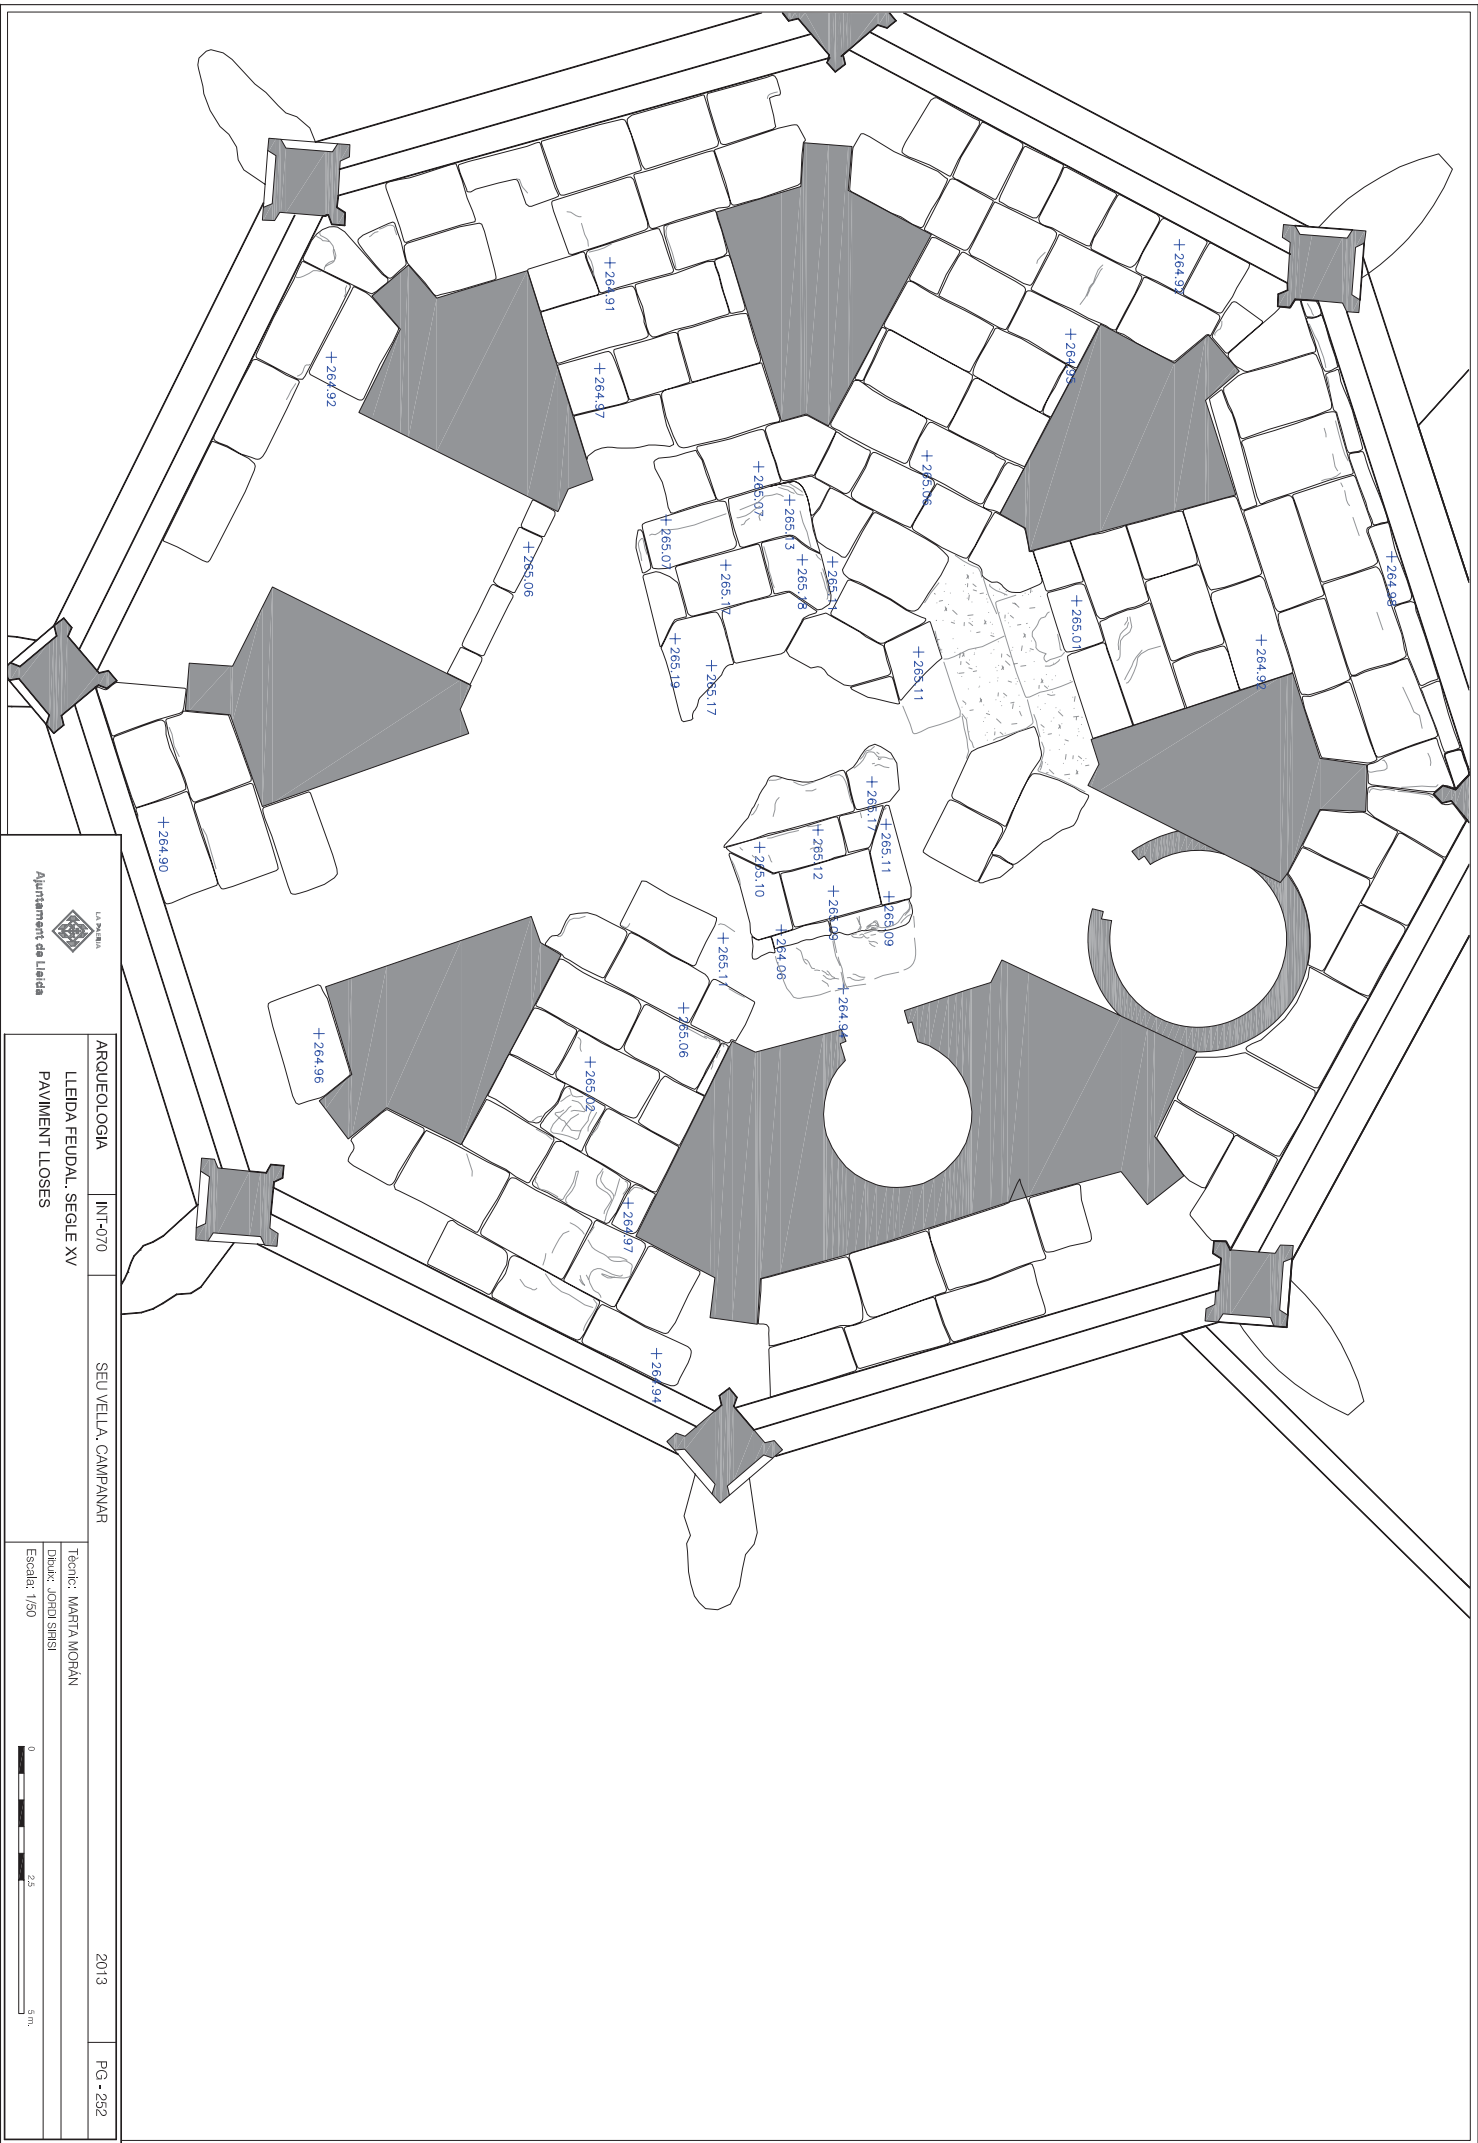 ARQUEOLOGIA
INT-070
SEU VELLA. CAMPANAR
2013
PG - 252
LLEIDA FEUDAL. SEGLE XV
PAVIMENT LLOSES
Tècnic: MARTA MORÁN
Dibuix: JORDI SIRISI
Escala: 1/50
0
2,5
5 m.
LA PAERIA
Ajuntament de Lleida
+ 264.91
+ 264.97
+ 264.92
+ 265.06
+ 265.07
+ 265.13
+ 265.07
+ 265.18
+ 265.11
+ 265.19
+ 265.17
+ 265.11
+ 265.06
+ 264.95
+ 265.01
+ 264.92
+ 264.98
+ 265.17
+ 265.11
+ 265.12
+ 265.10
+ 265.09
+ 265.09
+ 264.94
+ 265.11
+ 265.06
+ 265.02
+ 264.97
+ 264.94
+ 264.96
+ 264.90